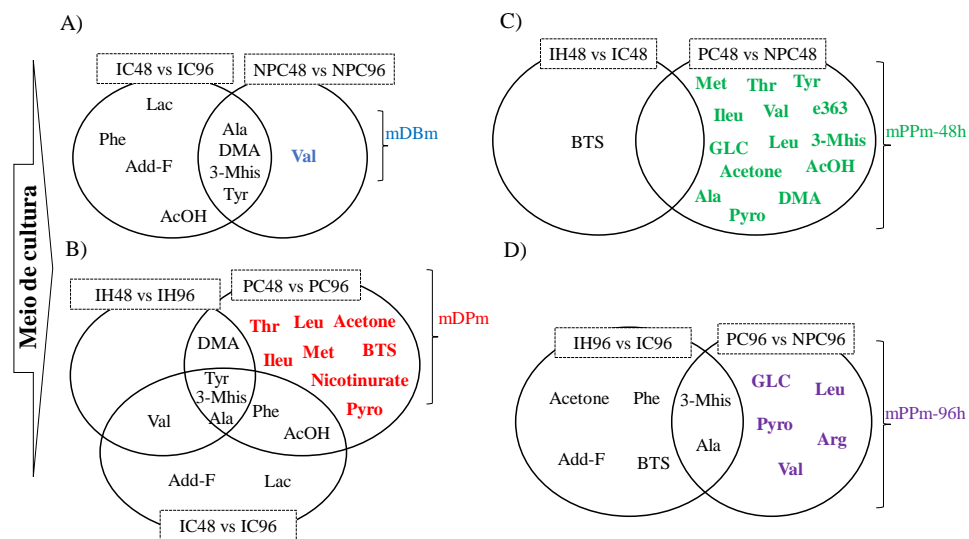 Meio de cultura
A)
IC48 vs IC96
NPC48 vs NPC96
Lac
Phe
Add-F
AcOH
Ala
DMA
3-Mhis
Tyr
Val
mDBm
B)
IH48 vs IH96
PC48 vs PC96
DMA
Thr Leu Acetone
Ileu Met BTS
Nicotinurate
Pyro
mDPm
Tyr
3-Mhis
Ala
Val
Phe
AcOH
Add-F Lac
IC48 vs IC96
C)
IH48 vs IC48
PC48 vs NPC48
BTS
Met Thr Tyr
Ileu Val e363
GLC Leu 3-Mhis
Acetone AcOH
Ala DMA
Pyro
mPPm-48h
D)
IH96 vs IC96
PC96 vs NPC96
Acetone Phe
Add-F BTS
3-Mhis
Ala
GLC Leu
Pyro
Arg
Val
mPPm-96h